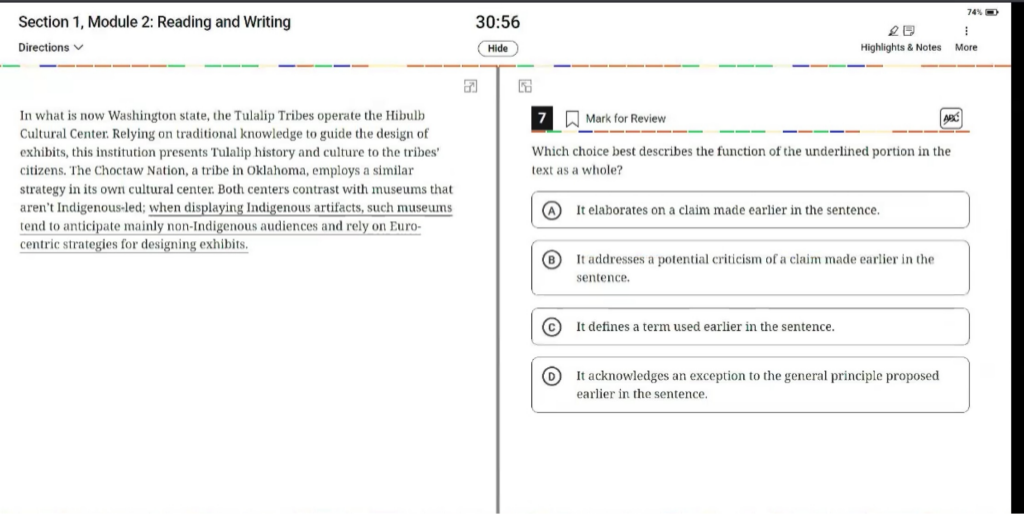 Section 1, Module 2: Reading and Writing
Directions
30:56
Hide
74%
Highlights & Notes
More
In what is now Washington state, the Tulalip Tribes operate the Hibulb
Cultural Center. Relying on traditional knowledge to guide the design of
exhibits, this institution presents Tulalip history and culture to the tribes'
citizens. The Choctaw Nation, a tribe in Oklahoma, employs a similar
strategy in its own cultural center. Both centers contrast with museums that
aren't Indigenous-led; when displaying Indigenous artifacts, such museums
tend to anticipate mainly non-Indigenous audiences and rely on Euro-
centric strategies for designing exhibits.
7
Mark for Review
ABC
Which choice best describes the function of the underlined portion in the
text as a whole?
A It elaborates on a claim made earlier in the sentence.
B It addresses a potential criticism of a claim made earlier in the
sentence.
C It defines a term used earlier in the sentence.
D It acknowledges an exception to the general principle proposed
earlier in the sentence.